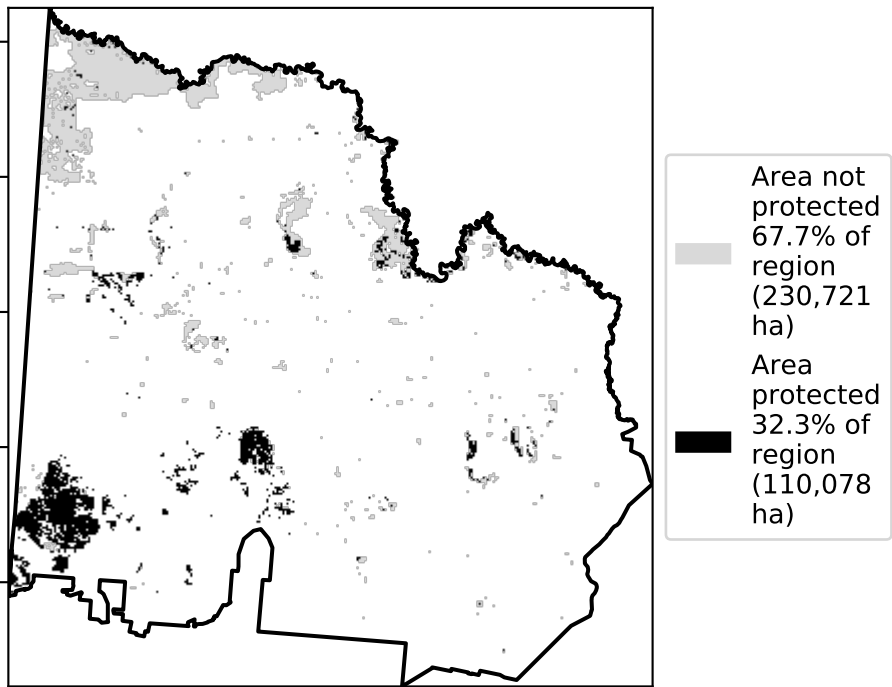 Area not
protected
67.7% of
region
(230,721
ha)
Area
protected
32.3% of
region
(110,078
ha)